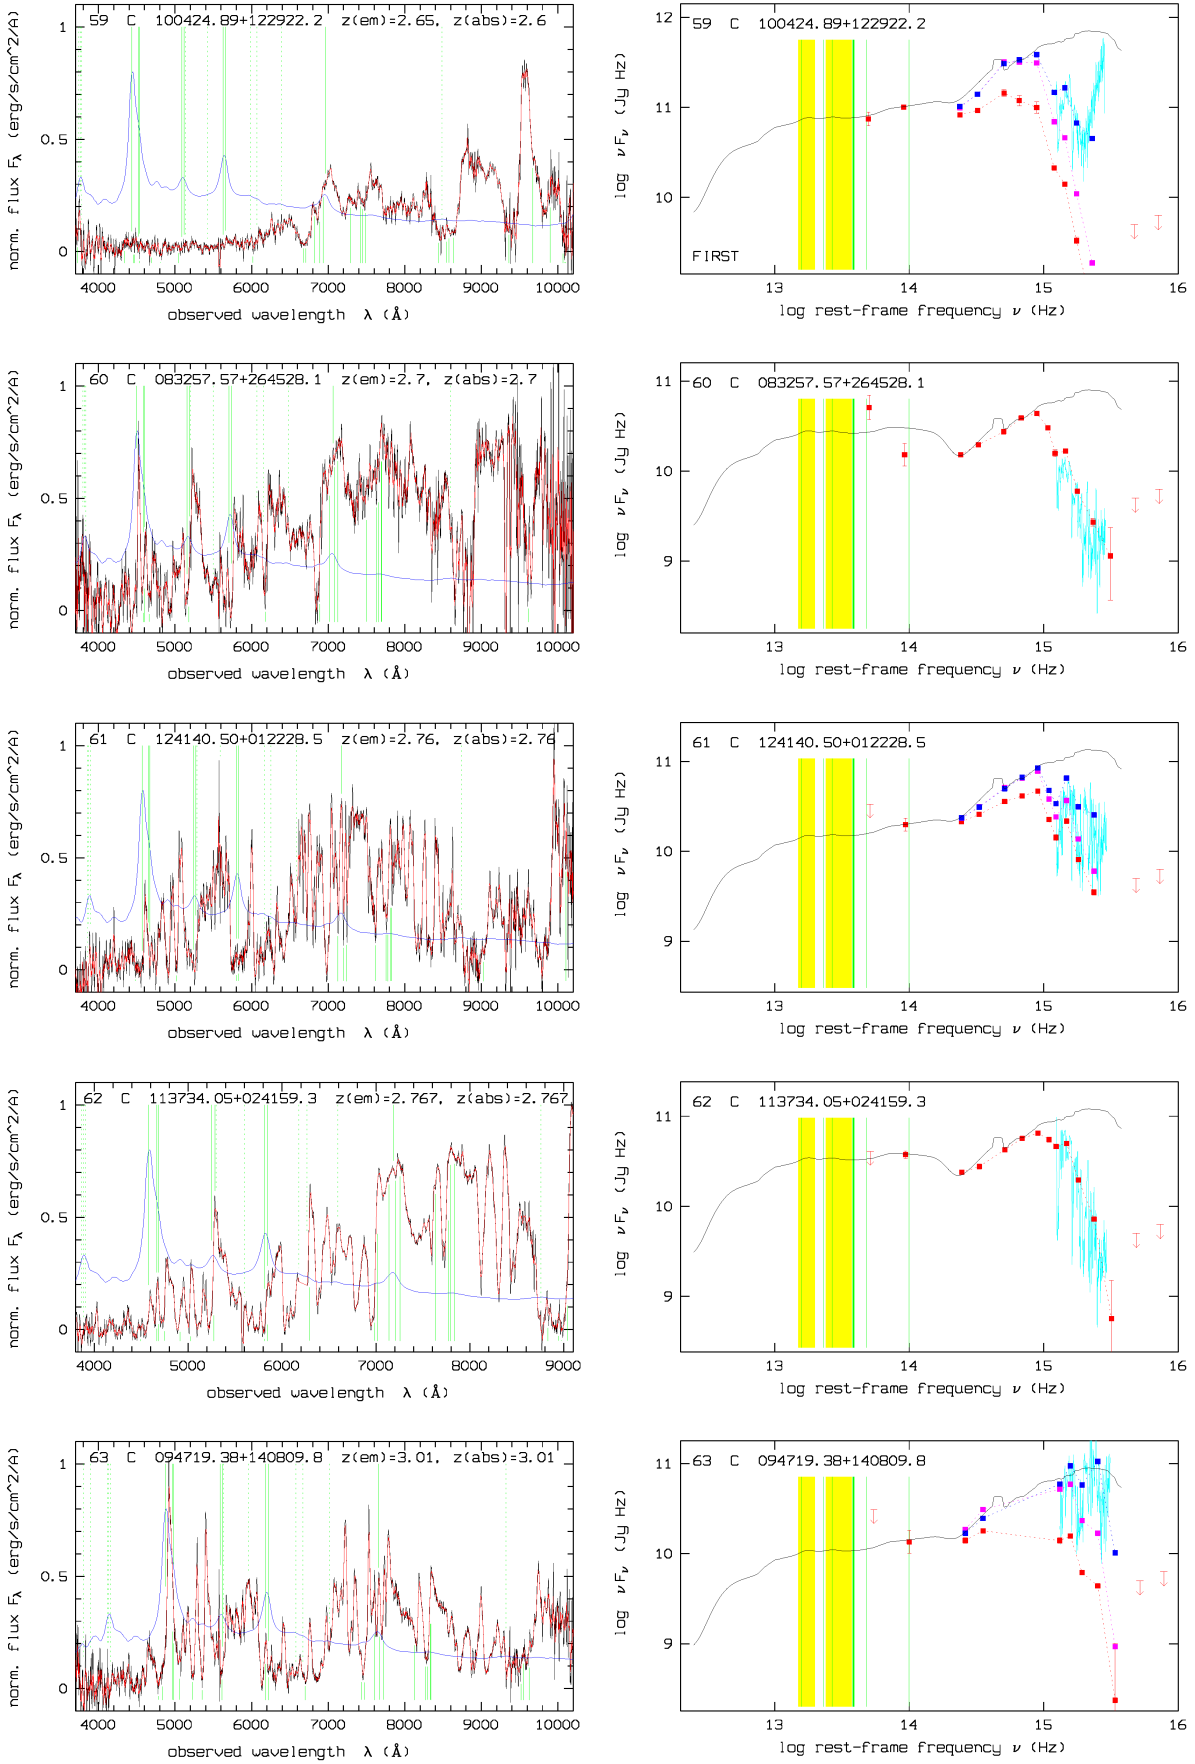 59 C 100424.89+122922.2 z(em)=2.65, z(abs)=2.6
norm. flux Fλ (erg/s/cm^2/A)
1
0.5
0
4000 5000 6000 7000 8000 9000 10000
observed wavelength λ (Å)
59 C 100424.89+122922.2
log νFν (Jy Hz)
12
11
10
FIRST
13 14 15 16
log rest-frame frequency ν (Hz)
60 C 083257.57+264528.1 z(em)=2.7, z(abs)=2.7
norm. flux Fλ (erg/s/cm^2/A)
1
0.5
0
4000 5000 6000 7000 8000 9000 10000
observed wavelength λ (Å)
60 C 083257.57+264528.1
log νFν (Jy Hz)
11
10
9
13 14 15 16
log rest-frame frequency ν (Hz)
61 C 124140.50+012228.5 z(em)=2.76, z(abs)=2.76
norm. flux Fλ (erg/s/cm^2/A)
1
0.5
0
4000 5000 6000 7000 8000 9000 10000
observed wavelength λ (Å)
61 C 124140.50+012228.5
log νFν (Jy Hz)
11
10
9
13 14 15 16
log rest-frame frequency ν (Hz)
62 C 113734.05+024159.3 z(em)=2.767, z(abs)=2.767
norm. flux Fλ (erg/s/cm^2/A)
1
0.5
0
4000 5000 6000 7000 8000 9000
observed wavelength λ (Å)
62 C 113734.05+024159.3
log νFν (Jy Hz)
11
10
9
13 14 15 16
log rest-frame frequency ν (Hz)
63 C 094719.38+140809.8 z(em)=3.01, z(abs)=3.01
norm. flux Fλ (erg/s/cm^2/A)
1
0.5
0
4000 5000 6000 7000 8000 9000 10000
observed wavelength λ (Å)
63 C 094719.38+140809.8
log νFν (Jy Hz)
11
10
9
13 14 15 16
log rest-frame frequency ν (Hz)